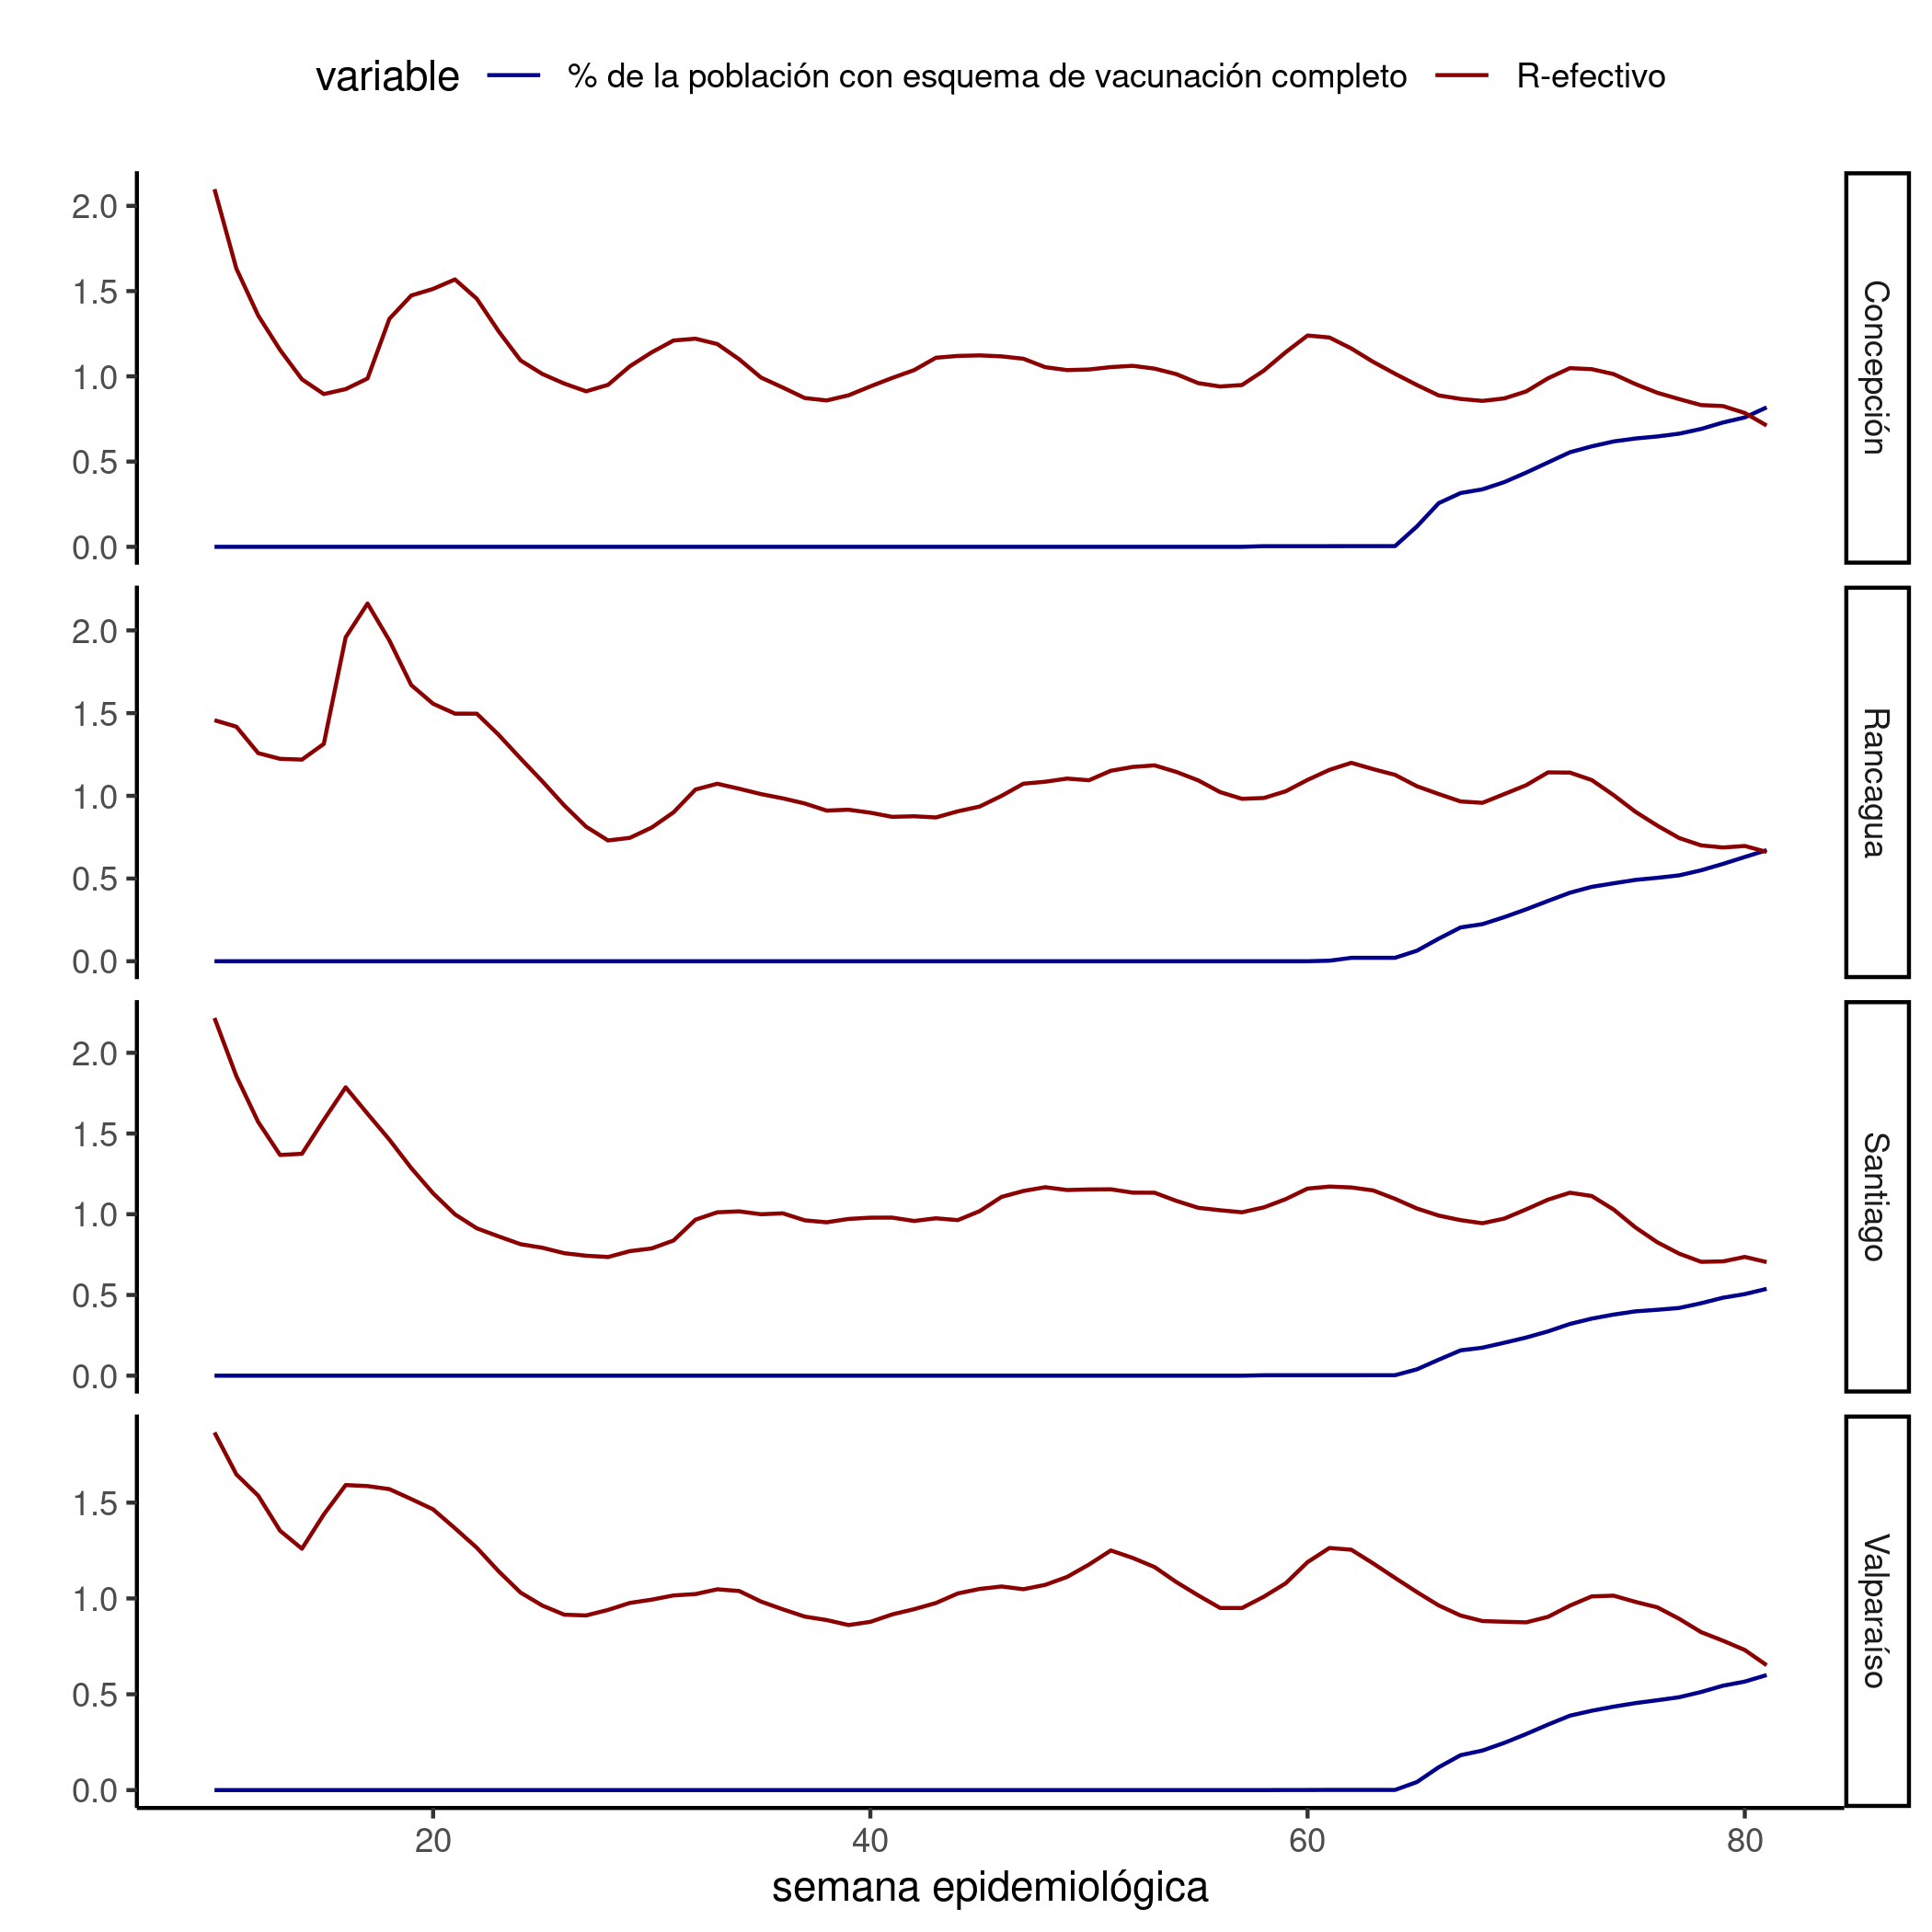 variable % de la población con esquema de vacunación completo R-efectivo
2.0
1.5
1.0
0.5
0.0
Concepción
2.0
1.5
1.0
0.5
0.0
Rancagua
2.0
1.5
1.0
0.5
0.0
Santiago
1.5
1.0
0.5
0.0
Valparaíso
20 40 60 80
semana epidemiológica